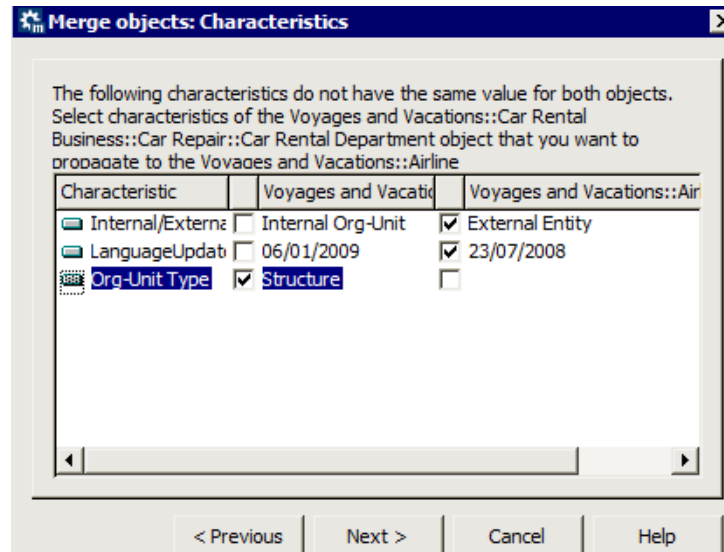 Merge objects: Characteristics
The following characteristics do not have the same value for both objects.
Select characteristics of the Voyages and Vacations::Car Rental
Business::Car Repair::Car Rental Department object that you want to
propagate to the Voyages and Vacations::Airline
Characteristic Voyages and Vacatio Voyages and Vacations::Air
Internal/Externa Internal Org-Unit External Entity
LanguageUpdat 06/01/2009 23/07/2008
Org-Unit Type Structure
< Previous Next > Cancel Help